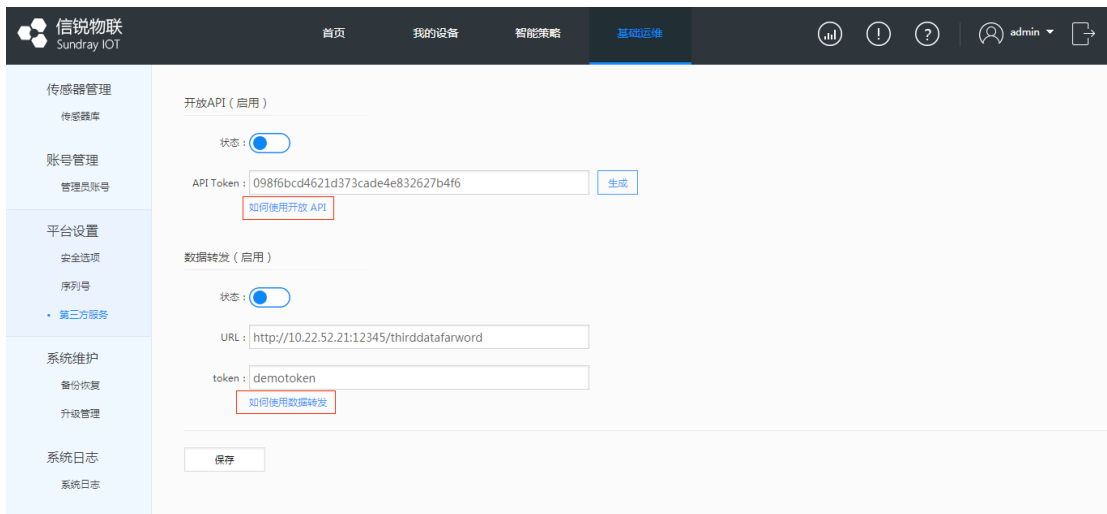 信锐物联
Sundray IOT
首页 我的设备 智能策略 基础运维
admin
传感器管理
传感器库
账号管理
管理员账号
平台设置
安全选项
序列号
• 第三方服务
系统维护
备份恢复
升级管理
系统日志
系统日志
开放API（启用）
状态：
API Token： 098f6bcd4621d373cade4e832627b4f6 生成
如何使用开放 API
数据转发（启用）
状态：
URL： http://10.22.52.21:12345/thirddatafarword
token： demotoken
如何使用数据转发
保存